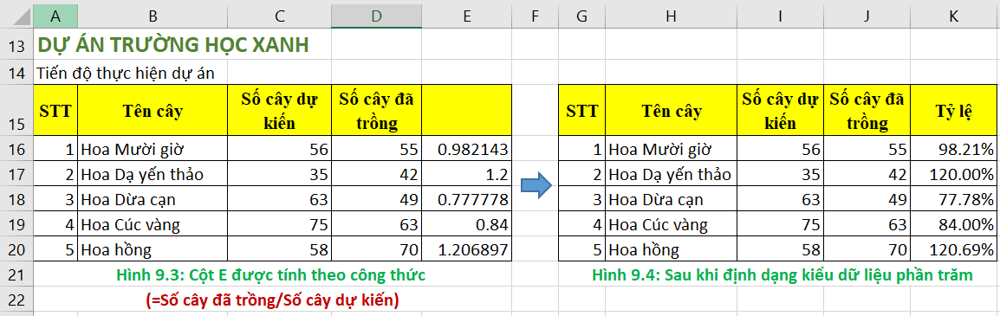 A B C D E F G H I J K
13 DỰ ÁN TRƯỜNG HỌC XANH
14 Tiến độ thực hiện dự án
15 STT Tên cây Số cây dự kiến Số cây đã trồng STT Tên cây Số cây dự kiến Số cây đã trồng Tỷ lệ
16 1 Hoa Mười giờ 56 55 0.982143 1 Hoa Mười giờ 56 55 98.21%
17 2 Hoa Dạ yến thảo 35 42 1.2 2 Hoa Dạ yến thảo 35 42 120.00%
18 3 Hoa Dừa cạn 63 49 0.777778 3 Hoa Dừa cạn 63 49 77.78%
19 4 Hoa Cúc vàng 75 63 0.84 4 Hoa Cúc vàng 75 63 84.00%
20 5 Hoa hồng 58 70 1.206897 5 Hoa hồng 58 70 120.69%
21 Hình 9.3: Cột E được tính theo công thức Hình 9.4: Sau khi định dạng kiểu dữ liệu phần trăm
22 (=Số cây đã trồng/Số cây dự kiến)